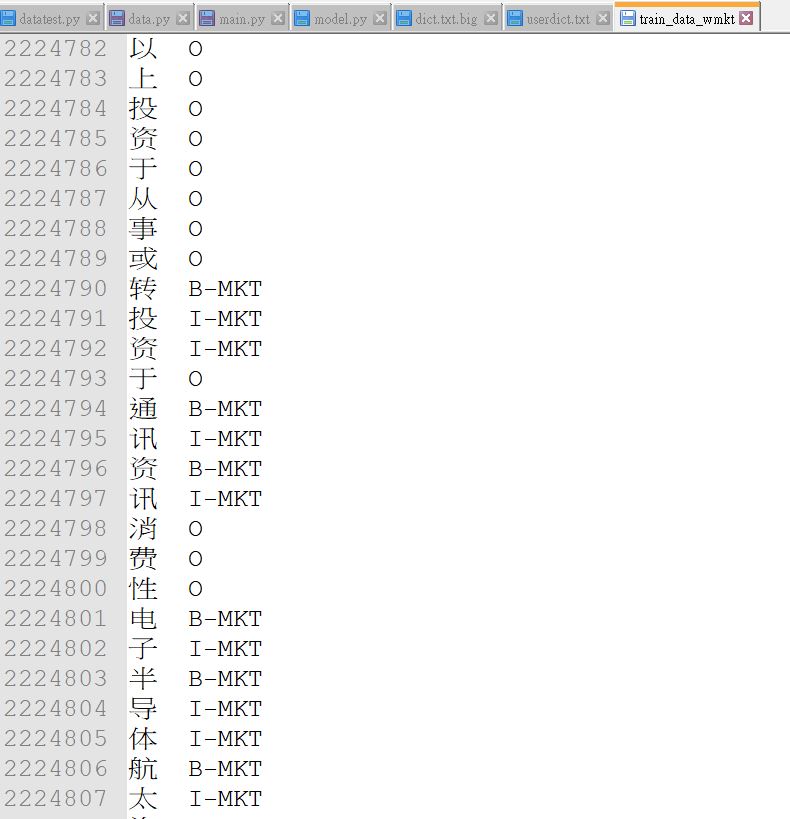 datatest.py data.py main.py model.py dict.txt.big userdict.txt train_data_wmkt
2224782 以 O
2224783 上 O
2224784 投 O
2224785 资 O
2224786 于 O
2224787 从 O
2224788 事 O
2224789 或 O
2224790 转 B-MKT
2224791 投 I-MKT
2224792 资 I-MKT
2224793 于 O
2224794 通 B-MKT
2224795 讯 I-MKT
2224796 资 B-MKT
2224797 讯 I-MKT
2224798 消 O
2224799 费 O
2224800 性 O
2224801 电 B-MKT
2224802 子 I-MKT
2224803 半 B-MKT
2224804 导 I-MKT
2224805 体 I-MKT
2224806 航 B-MKT
2224807 太 I-MKT